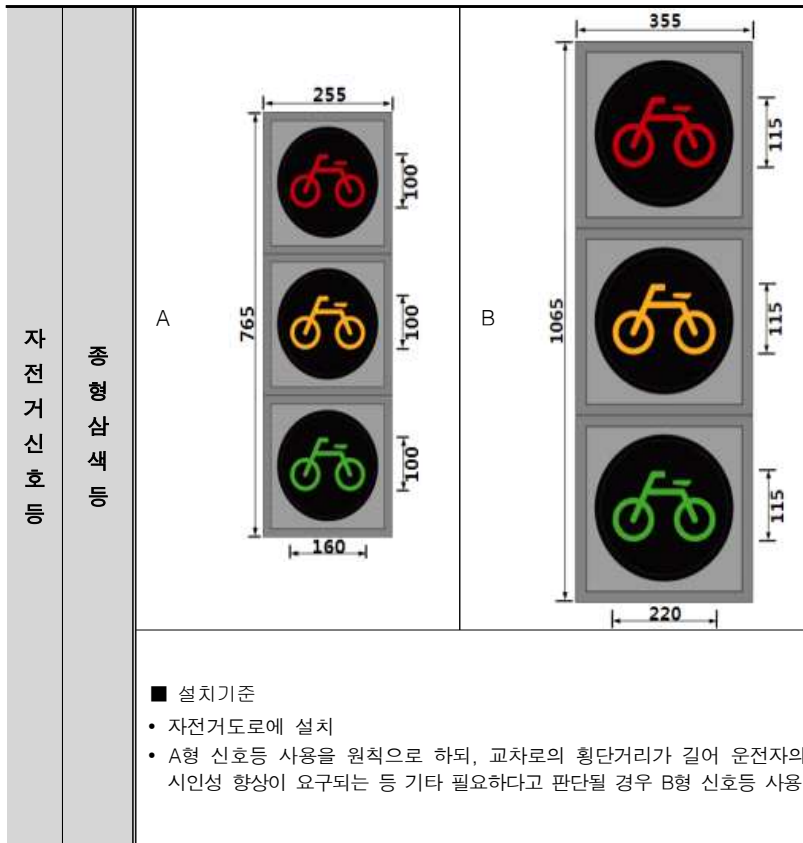 자전거신호등
종형삼색등
A
255
765
100
100
100
160
B
355
1065
115
115
115
220
■ 설치기준
• 자전거도로에 설치
• A형 신호등 사용을 원칙으로 하되, 교차로의 횡단거리가 길어 운전자의
시인성 향상이 요구되는 등 기타 필요하다고 판단될 경우 B형 신호등 사용